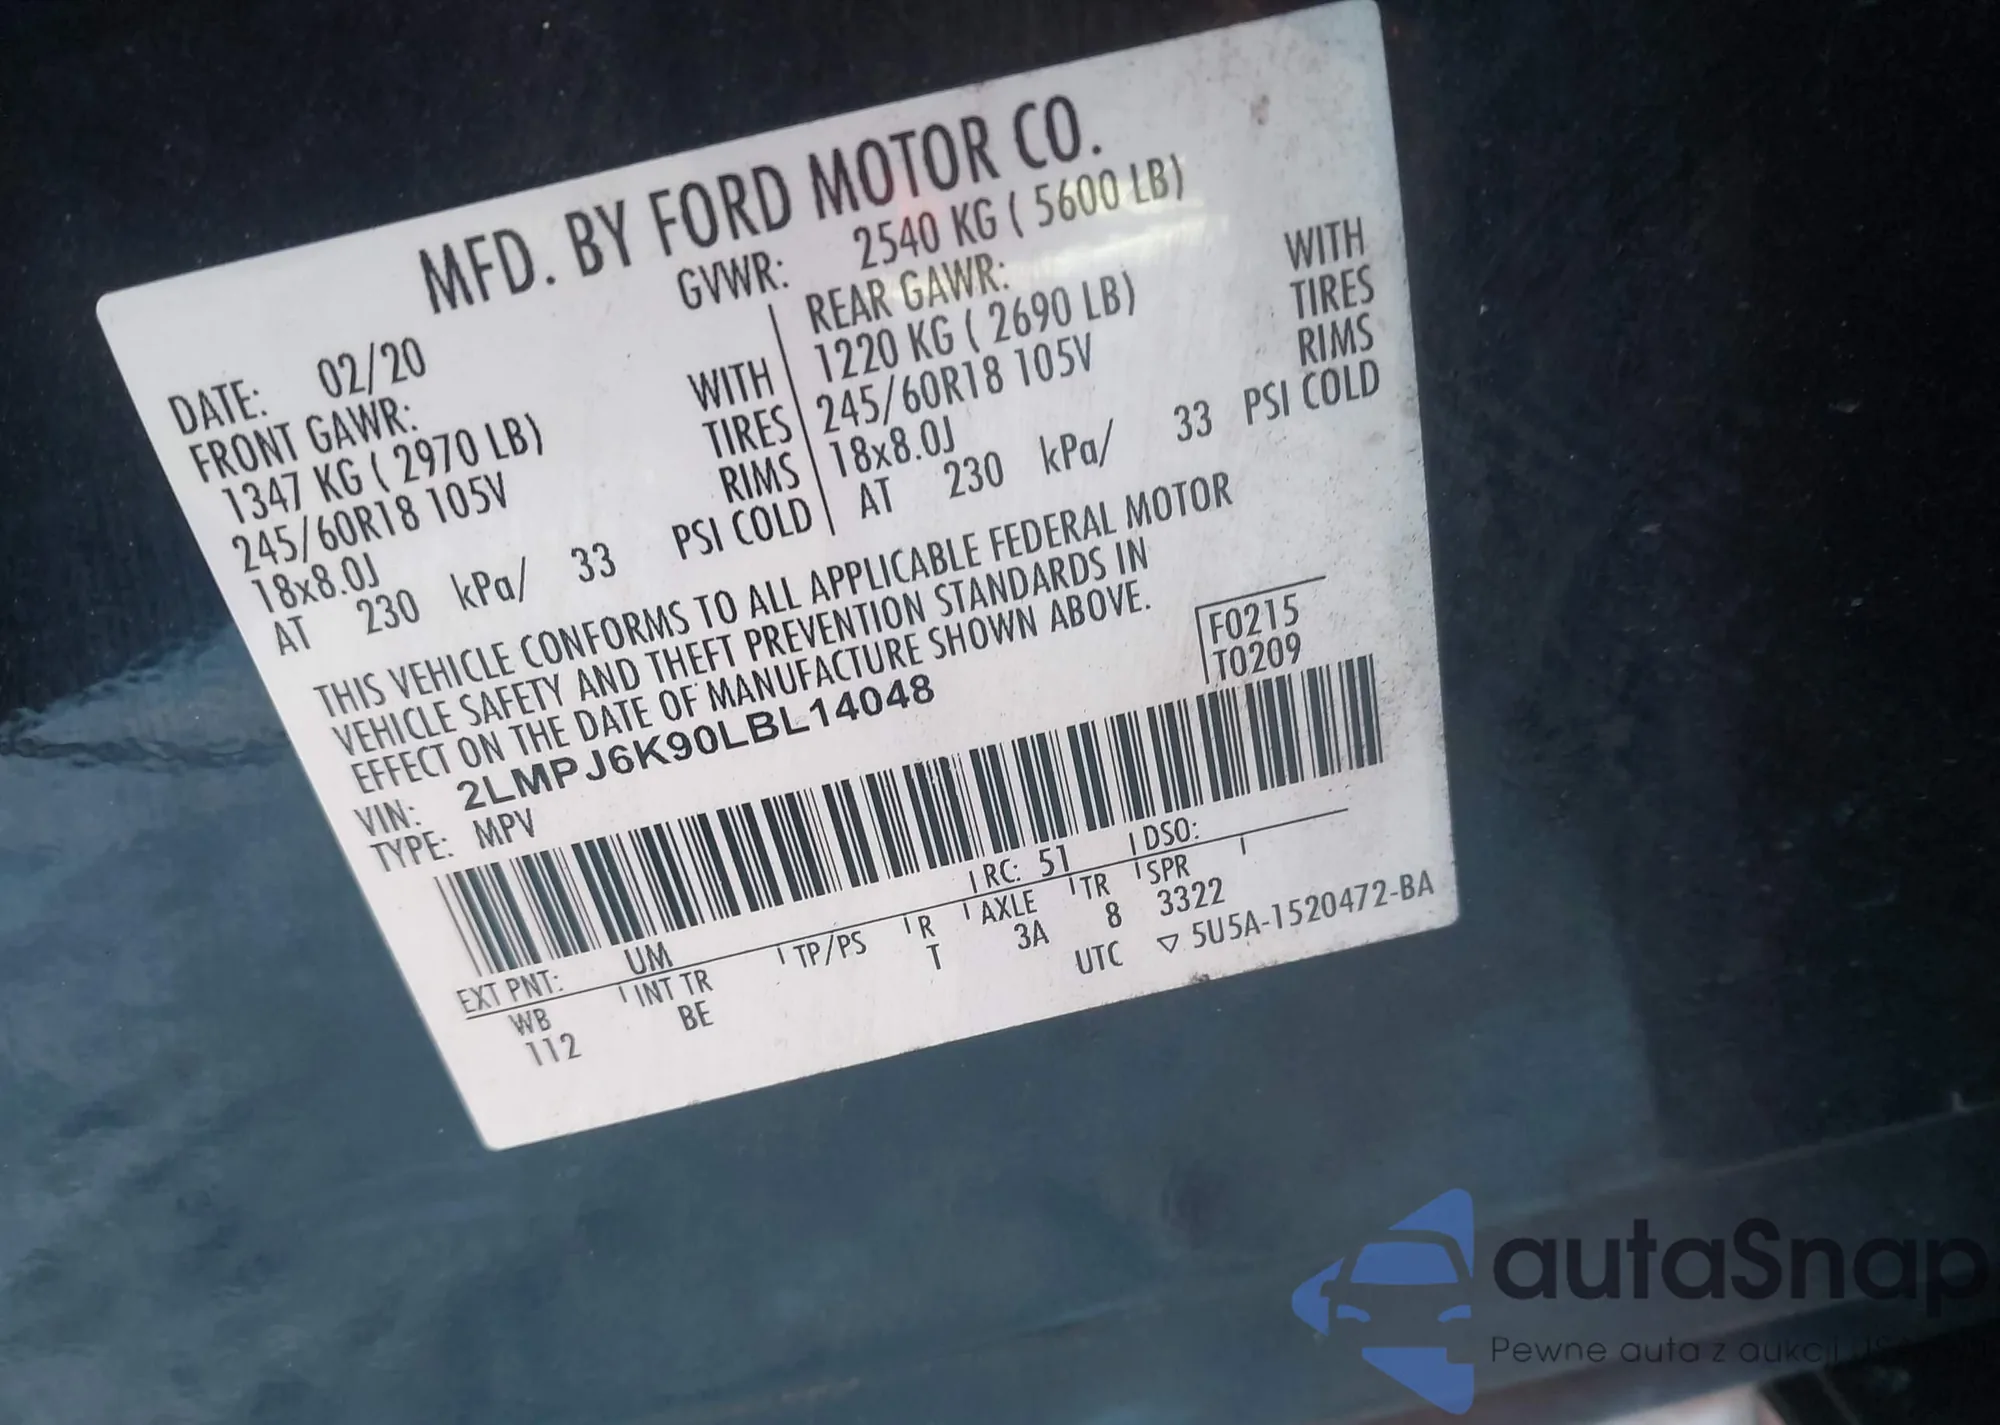 MFD. BY FORD MOTOR CO.
GVWR: 2540 KG ( 5600 LB)
DATE: 02/20
FRONT GAWR:
1347 KG ( 2970 LB) WITH
245/60R18 105V TIRES
18x8.0J RIMS
AT 230 kPa/ 33 PSI COLD
REAR GAWR:
1220 KG ( 2690 LB) WITH
245/60R18 105V TIRES
18x8.0J RIMS
AT 230 kPa/ 33 PSI COLD
THIS VEHICLE CONFORMS TO ALL APPLICABLE FEDERAL MOTOR
VEHICLE SAFETY AND THEFT PREVENTION STANDARDS IN
EFFECT ON THE DATE OF MANUFACTURE SHOWN ABOVE.
VIN: 2LMPJ6K90LBL14048
TYPE: MPV
F0215
T0209
EXT PNT: UM RC: 51 DSO:
WB INT TR TP/PS R AXLE TR SPR
112 BE T 3A 8 3322
UTC ▽ 5U5A-1520472-BA
autaSnap
Pewne auta z aukcji